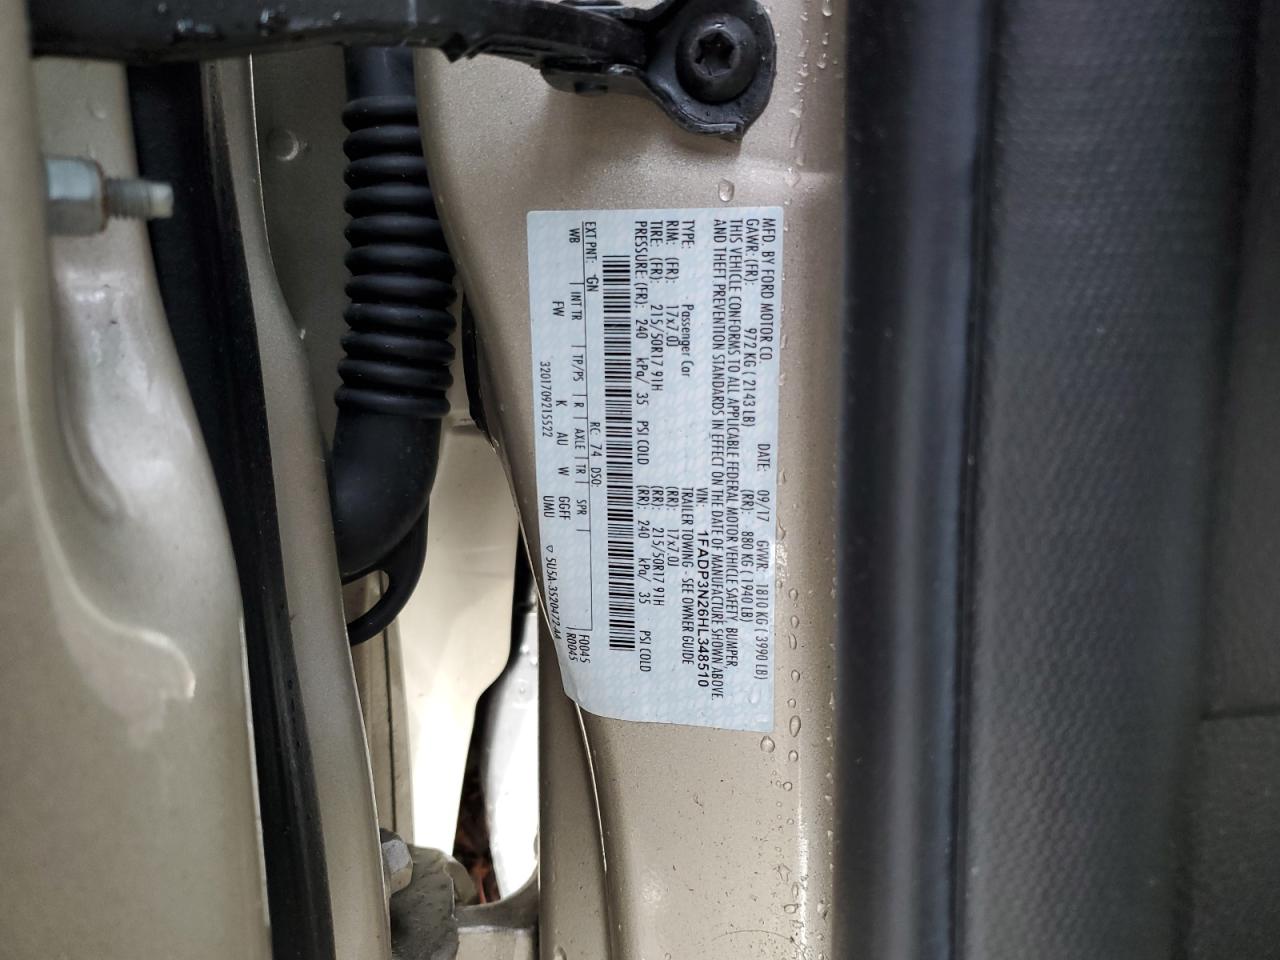 MFD. BY FORD MOTOR CO.
DATE: 09/17 GVWR: 1810 KG ( 3990 LB)
GAWR: (FR): 972 KG ( 2143 LB) (RR): 880 KG ( 1940 LB)
THIS VEHICLE CONFORMS TO ALL APPLICABLE FEDERAL MOTOR VEHICLE SAFETY, BUMPER,
AND THEFT PREVENTION STANDARDS IN EFFECT ON THE DATE OF MANUFACTURE SHOWN ABOVE.
VIN: 1FADP3N26HL348510
TYPE: Passenger Car TRAILER TOWING - SEE OWNER GUIDE
RIM: (FR): 17x7.0J (RR): 17x7.0J
TIRE: (FR): 215/50R17 91H (RR): 215/50R17 91H
PRESSURE: (FR): 240 kPa/ 35 PSI COLD (RR): 240 kPa/ 35 PSI COLD
EXT PNT: GN RC: 74 DSO: F0045
WB INT TR TP/PS R AXLE TR SPR R0045
FW K AU W GGFF
3201709215522 UMU 5U5A-3520472-AA